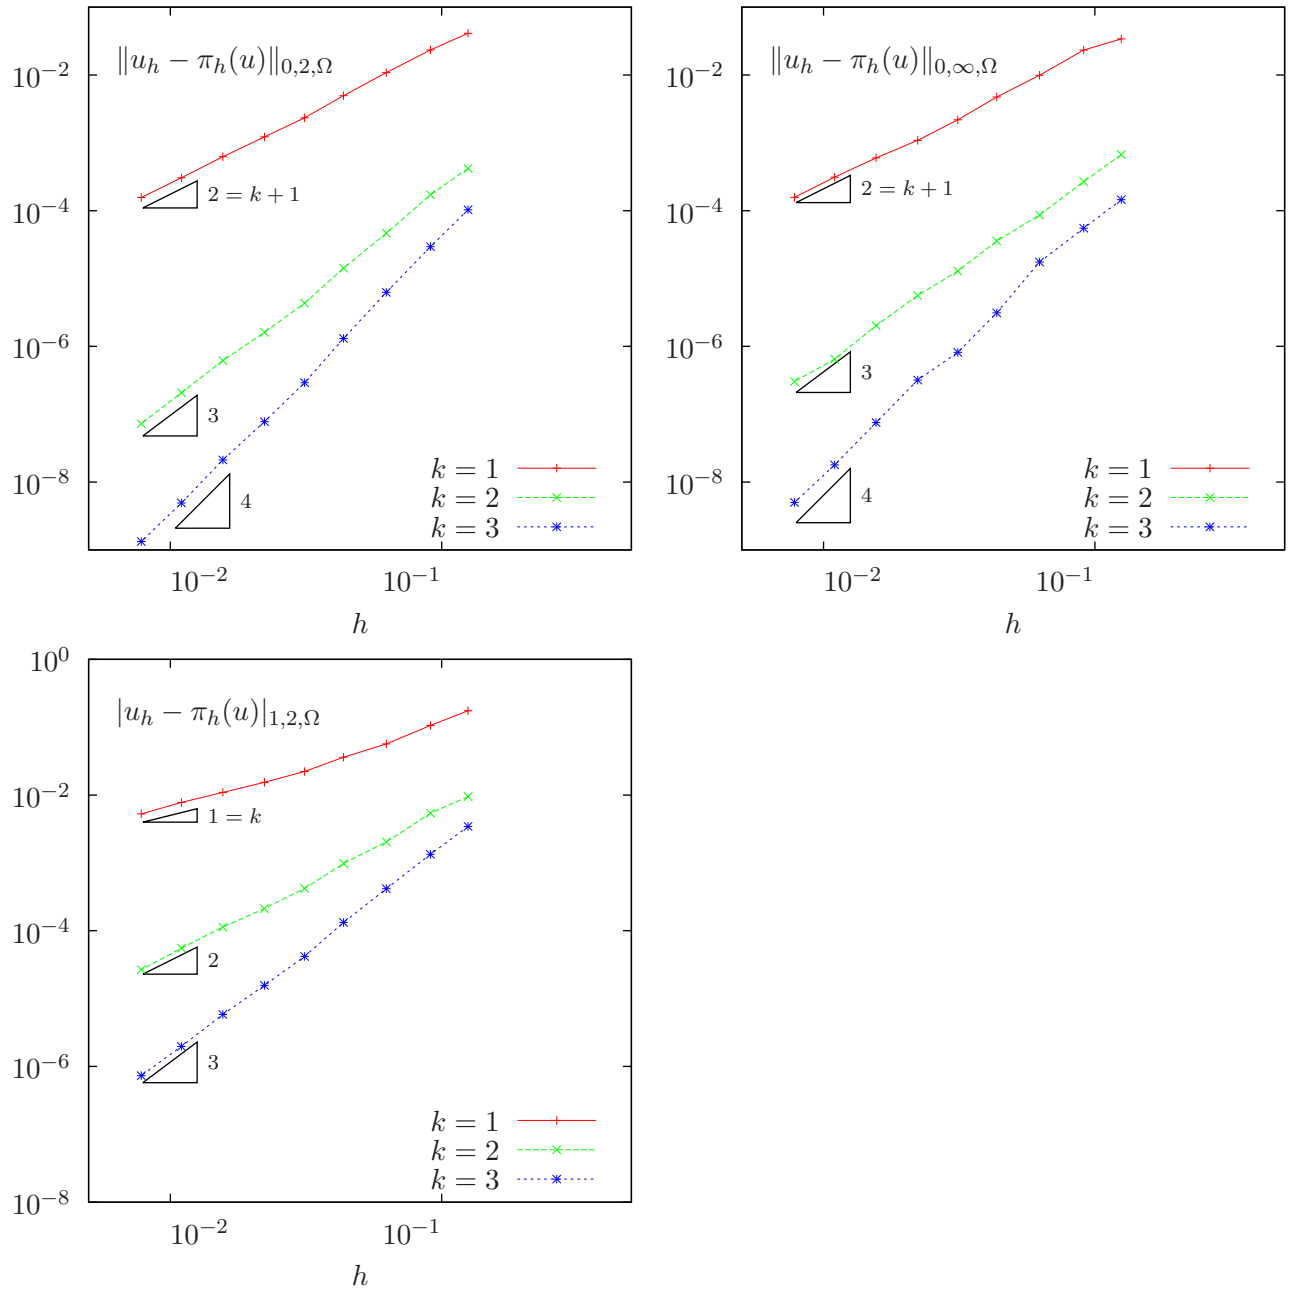 ‖u_h − π_h(u)‖_{0,2,Ω}
10^{−2}
10^{−4}
10^{−6}
10^{−8}
2 = k + 1
3
4
k = 1
k = 2
k = 3
10^{−2} 10^{−1}
h
‖u_h − π_h(u)‖_{0,∞,Ω}
10^{−2}
10^{−4}
10^{−6}
10^{−8}
2 = k + 1
3
4
k = 1
k = 2
k = 3
10^{−2} 10^{−1}
h
10^{0}
|u_h − π_h(u)|_{1,2,Ω}
10^{−2}
10^{−4}
10^{−6}
10^{−8}
1 = k
2
3
k = 1
k = 2
k = 3
10^{−2} 10^{−1}
h